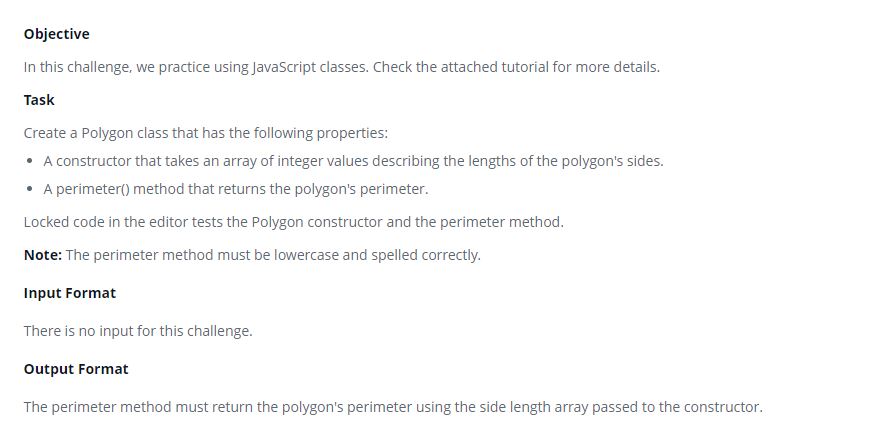 Objective
In this challenge, we practice using JavaScript classes. Check the attached tutorial for more details.
Task
Create a Polygon class that has the following properties:
• A constructor that takes an array of integer values describing the lengths of the polygon's sides.
• A perimeter() method that returns the polygon's perimeter.
Locked code in the editor tests the Polygon constructor and the perimeter method.
Note: The perimeter method must be lowercase and spelled correctly.
Input Format
There is no input for this challenge.
Output Format
The perimeter method must return the polygon's perimeter using the side length array passed to the constructor.